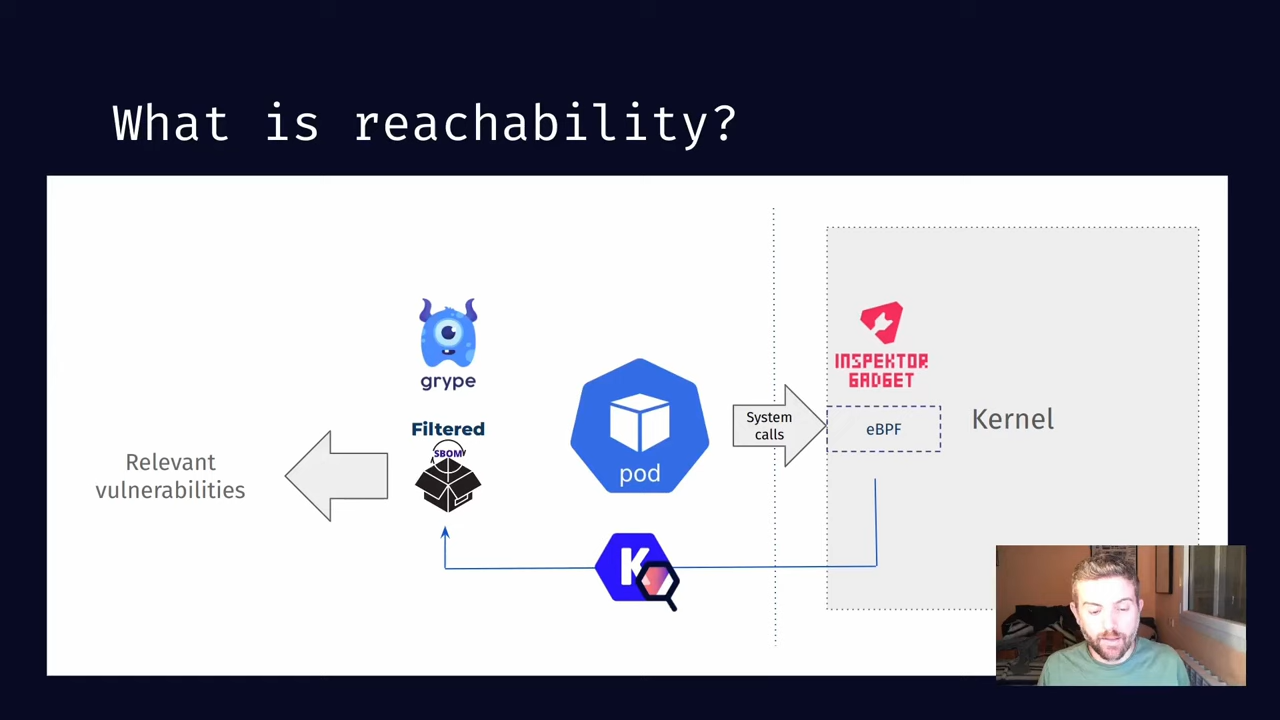 What is reachability?
grype
Filtered
SBOM
Relevant
vulnerabilities
pod
System
calls
INSPEKTOR
GADGET
eBPF
Kernel
K